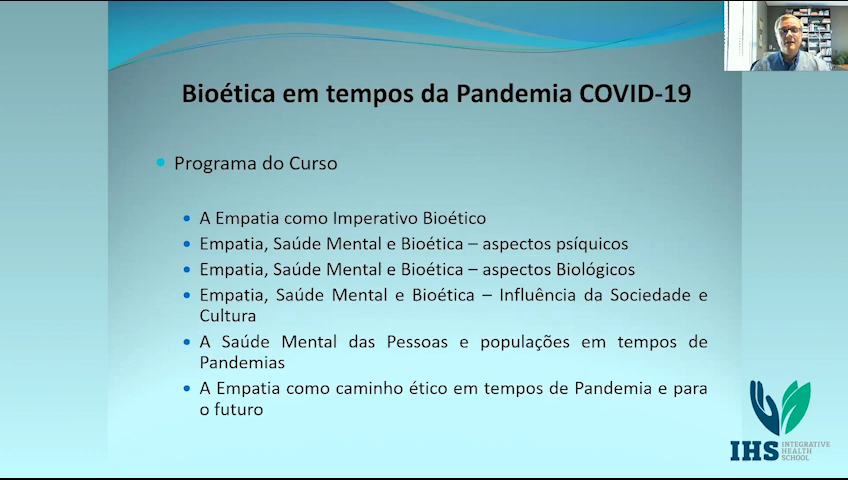 Bioética em tempos da Pandemia COVID-19
Programa do Curso
A Empatia como Imperativo Bioético
Empatia, Saúde Mental e Bioética – aspectos psíquicos
Empatia, Saúde Mental e Bioética – aspectos Biológicos
Empatia, Saúde Mental e Bioética – Influência da Sociedade e
Cultura
A Saúde Mental das Pessoas e populações em tempos de
Pandemias
A Empatia como caminho ético em tempos de Pandemia e para
o futuro
IHS
INTEGRATIVE
HEALTH
SCHOOL